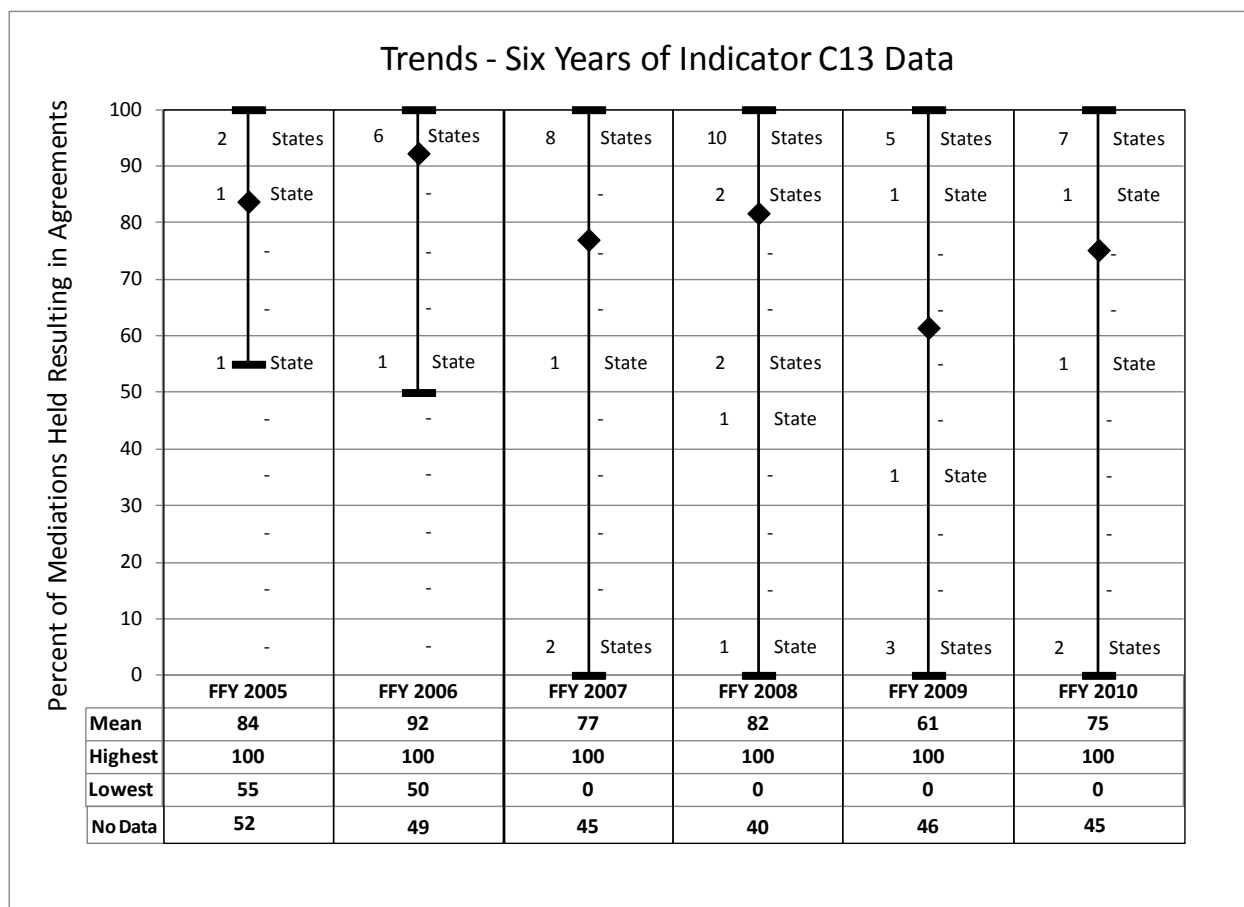 Trends - Six Years of Indicator C13 Data
Percent of Mediations Held Resulting in Agreements
100
2 States 6 States 8 States 10 States 5 States 7 States
90
1 State - - 2 States 1 State 1 State
80
- - - - - -
70
- - - - - -
60
1 State 1 State 1 State 2 States - 1 State
50
- - - 1 State - -
40
- - - - 1 State -
30
- - - - - -
20
- - - - - -
10
- - 2 States 1 State 3 States 2 States
0
FFY 2005 FFY 2006 FFY 2007 FFY 2008 FFY 2009 FFY 2010
Mean 84 92 77 82 61 75
Highest 100 100 100 100 100 100
Lowest 55 50 0 0 0 0
No Data 52 49 45 40 46 45